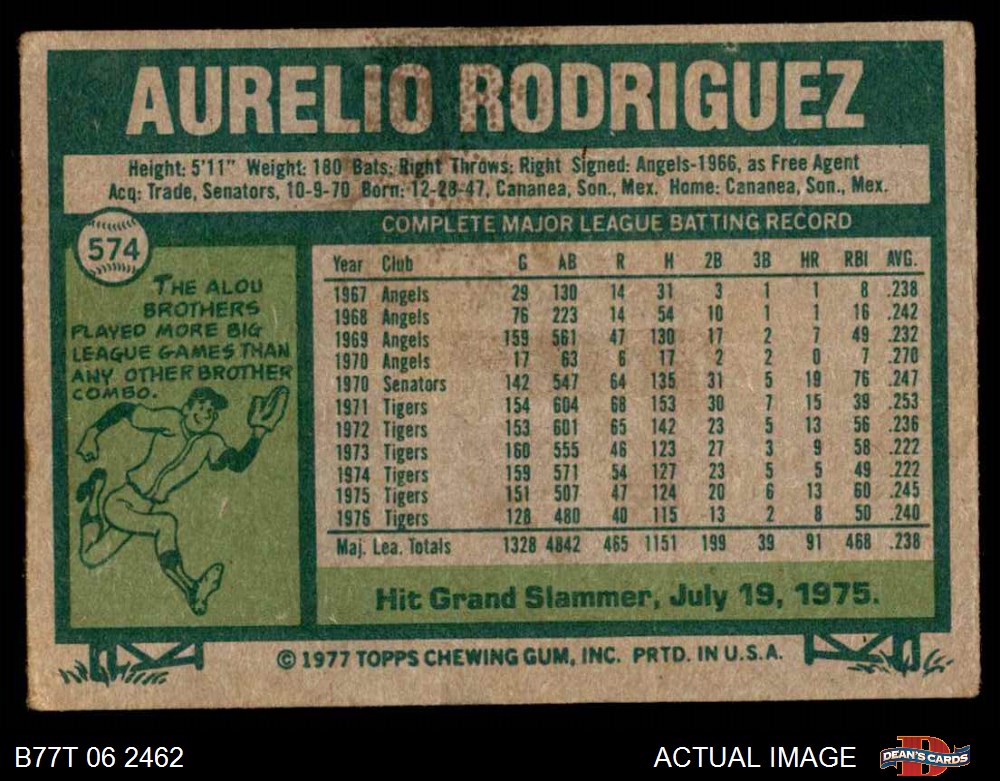 AURELIO RODRIGUEZ
Height: 5'11" Weight: 180 Bats: Right Throws: Right Signed: Angels-1966, as Free Agent
Acq: Trade, Senators, 10-9-70 Born: 12-28-47, Cananea, Son., Mex. Home: Cananea, Son., Mex.
574
THE ALOU
BROTHERS
PLAYED MORE BIG
LEAGUE GAMES THAN
ANY OTHER BROTHER
COMBO.
COMPLETE MAJOR LEAGUE BATTING RECORD
Year Club G AB R H 2B 3B HR RBI AVG.
1967 Angels 29 130 14 31 3 1 1 8 .238
1968 Angels 76 223 14 54 10 1 1 16 .242
1969 Angels 159 561 47 130 17 2 7 49 .232
1970 Angels 17 63 6 17 2 2 0 7 .270
1970 Senators 142 547 64 135 31 5 19 76 .247
1971 Tigers 154 604 68 153 30 7 15 39 .253
1972 Tigers 153 601 65 142 23 5 13 56 .236
1973 Tigers 160 555 46 123 27 3 9 58 .222
1974 Tigers 159 571 54 127 23 5 5 49 .222
1975 Tigers 151 507 47 124 20 6 13 60 .245
1976 Tigers 128 480 40 115 13 2 8 50 .240
Maj. Lea. Totals 1328 4842 465 1151 199 39 91 468 .238
Hit Grand Slammer, July 19, 1975.
© 1977 TOPPS CHEWING GUM, INC. PRTD. IN U.S.A.
B77T 06 2462
ACTUAL IMAGE
DEAN'S CARDS